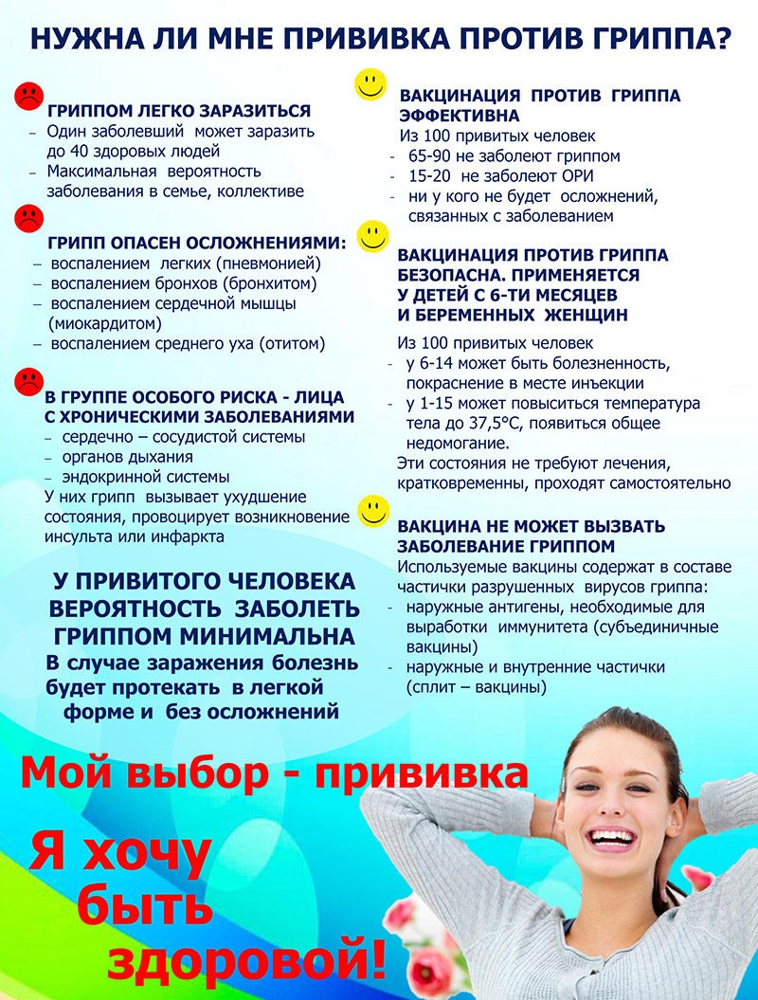 НУЖНА ЛИ МНЕ ПРИВИВКА ПРОТИВ ГРИППА?
ГРИППОМ ЛЕГКО ЗАРАЗИТЬСЯ
– Один заболевший может заразить
до 40 здоровых людей
– Максимальная вероятность
заболевания в семье, коллективе
ГРИПП ОПАСЕН ОСЛОЖНЕНИЯМИ:
– воспалением легких (пневмонией)
– воспалением бронхов (бронхитом)
– воспалением сердечной мышцы
(миокардитом)
– воспалением среднего уха (отитом)
В ГРУППЕ ОСОБОГО РИСКА - ЛИЦА
С ХРОНИЧЕСКИМИ ЗАБОЛЕВАНИЯМИ
– сердечно – сосудистой системы
– органов дыхания
– эндокринной системы
У них грипп вызывает ухудшение
состояния, провоцирует возникновение
инсульта или инфаркта
У ПРИВИТОГО ЧЕЛОВЕКА
ВЕРОЯТНОСТЬ ЗАБОЛЕТЬ
ГРИППОМ МИНИМАЛЬНА
В случае заражения болезнь
будет протекать в легкой
форме и без осложнений
ВАКЦИНАЦИЯ ПРОТИВ ГРИППА
ЭФФЕКТИВНА
Из 100 привитых человек
- 65-90 не заболеют гриппом
- 15-20 не заболеют ОРИ
- ни у кого не будет осложнений,
связанных с заболеванием
ВАКЦИНАЦИЯ ПРОТИВ ГРИППА
БЕЗОПАСНА. ПРИМЕНЯЕТСЯ
У ДЕТЕЙ С 6-ТИ МЕСЯЦЕВ
И БЕРЕМЕННЫХ ЖЕНЩИН
Из 100 привитых человек
- у 6-14 может быть болезненность,
покраснение в месте инъекции
- у 1-15 может повыситься температура
тела до 37,5°С, появиться общее
недомогание.
Эти состояния не требуют лечения,
кратковременны, проходят самостоятельно
ВАКЦИНА НЕ МОЖЕТ ВЫЗВАТЬ
ЗАБОЛЕВАНИЕ ГРИППОМ
Используемые вакцины содержат в составе
частички разрушенных вирусов гриппа:
- наружные антигены, необходимые для
выработки иммунитета (субъединичные
вакцины)
- наружные и внутренние частички
(сплит – вакцины)
Мой выбор - прививка
Я хочу
быть
здоровой!